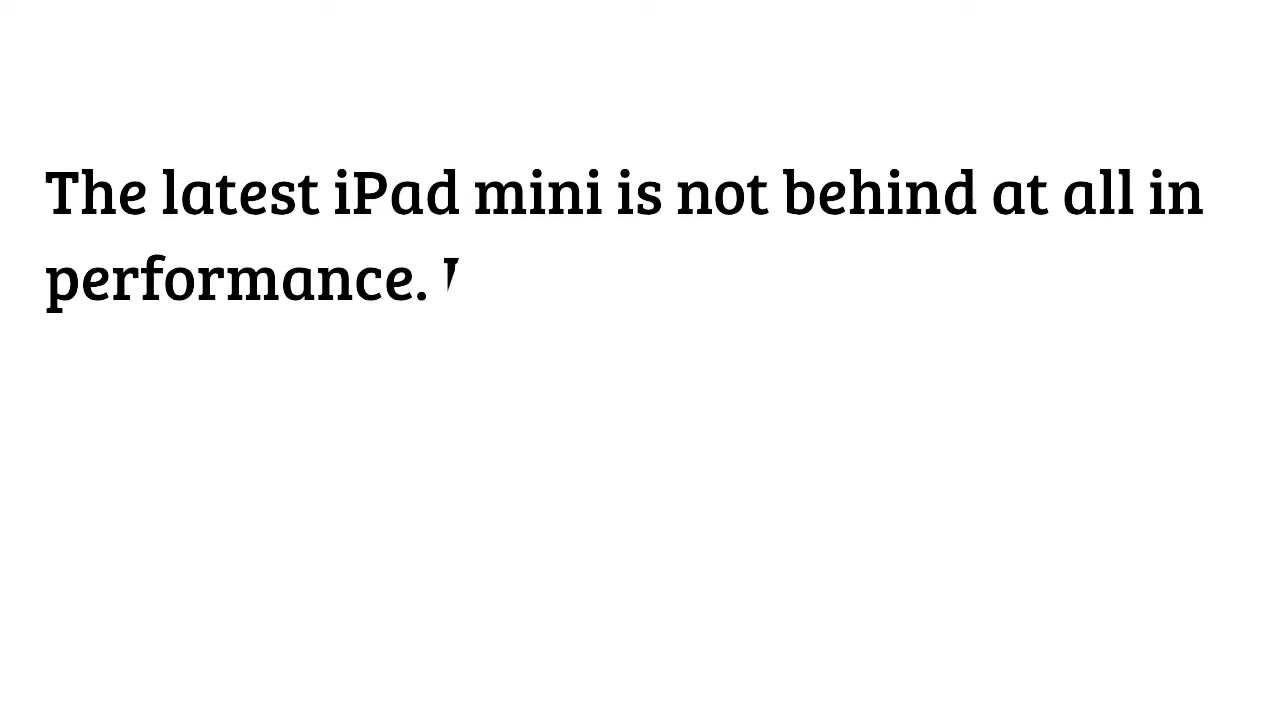 The latest iPad mini is not behind at all in
performance.